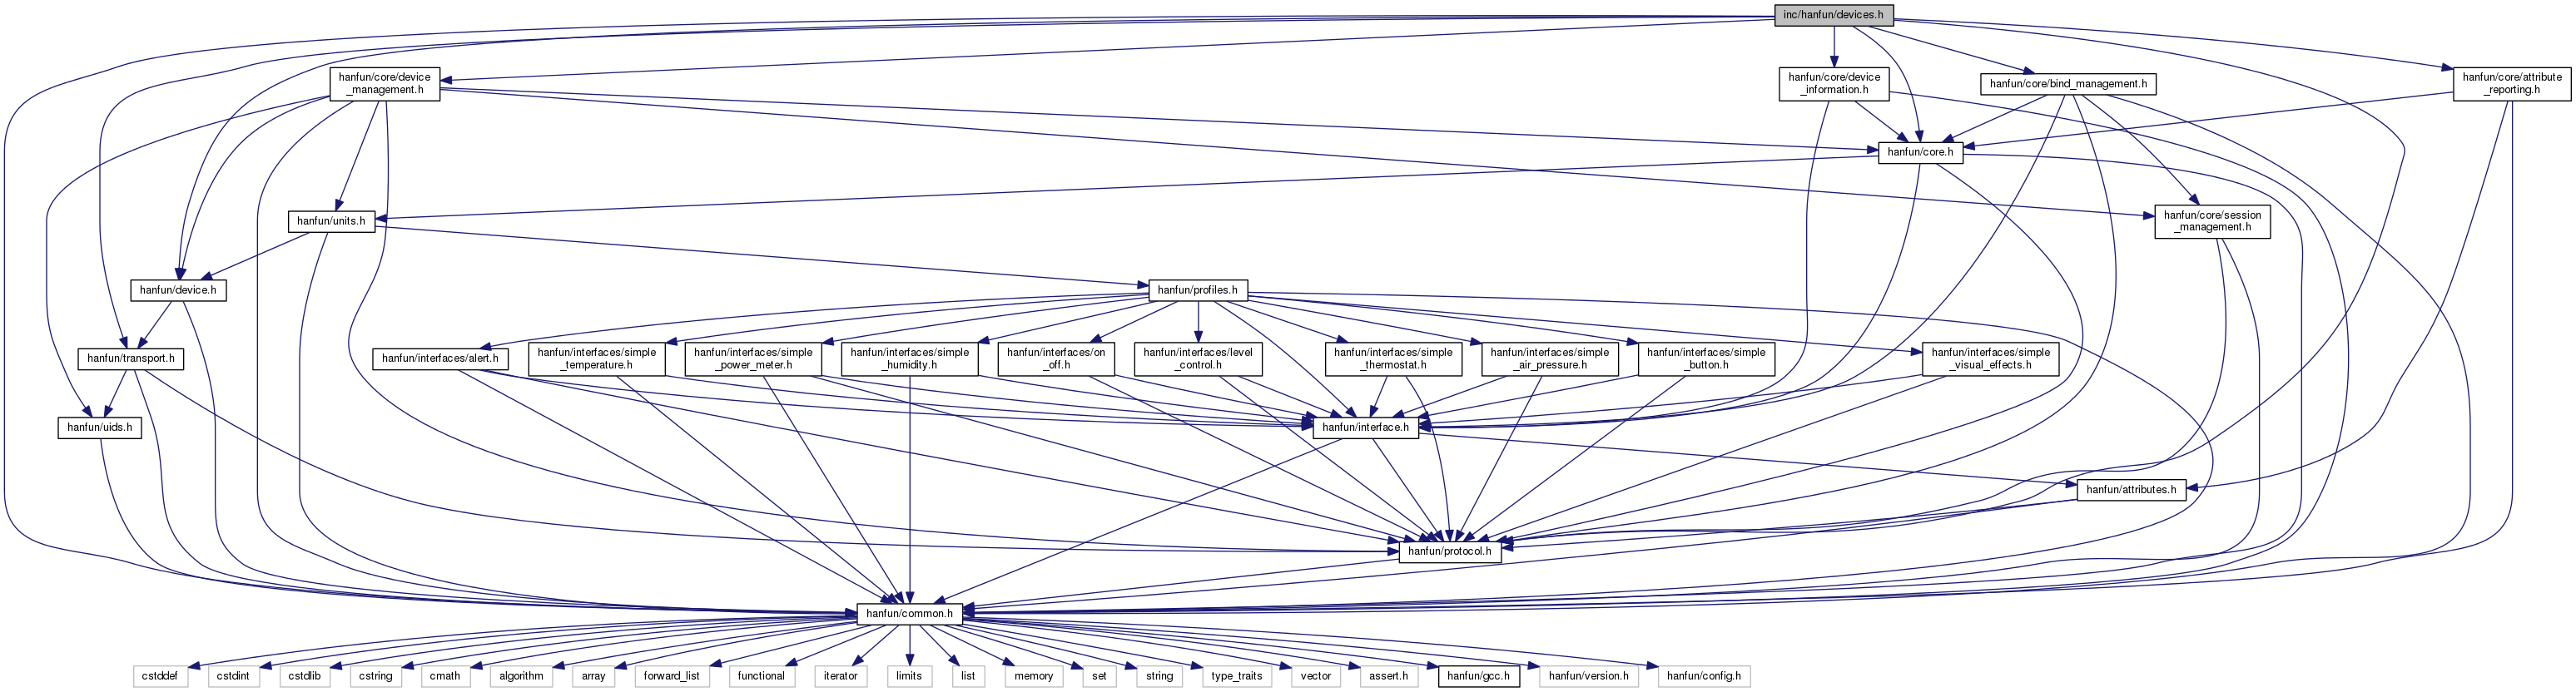 inc/hanfun/devices.h
hanfun/core/device
_management.h
hanfun/core/device
_information.h
hanfun/core/bind_management.h
hanfun/core/attribute
_reporting.h
hanfun/core.h
hanfun/units.h
hanfun/core/session
_management.h
hanfun/device.h
hanfun/profiles.h
hanfun/transport.h
hanfun/interfaces/alert.h
hanfun/interfaces/simple
_temperature.h
hanfun/interfaces/simple
_power_meter.h
hanfun/interfaces/simple
_humidity.h
hanfun/interfaces/on
_off.h
hanfun/interfaces/level
_control.h
hanfun/interfaces/simple
_thermostat.h
hanfun/interfaces/simple
_air_pressure.h
hanfun/interfaces/simple
_button.h
hanfun/interfaces/simple
_visual_effects.h
hanfun/uids.h
hanfun/interface.h
hanfun/attributes.h
hanfun/protocol.h
hanfun/common.h
cstddef
cstdint
cstdlib
cstring
cmath
algorithm
array
forward_list
functional
iterator
limits
list
memory
set
string
type_traits
vector
assert.h
hanfun/gcc.h
hanfun/version.h
hanfun/config.h